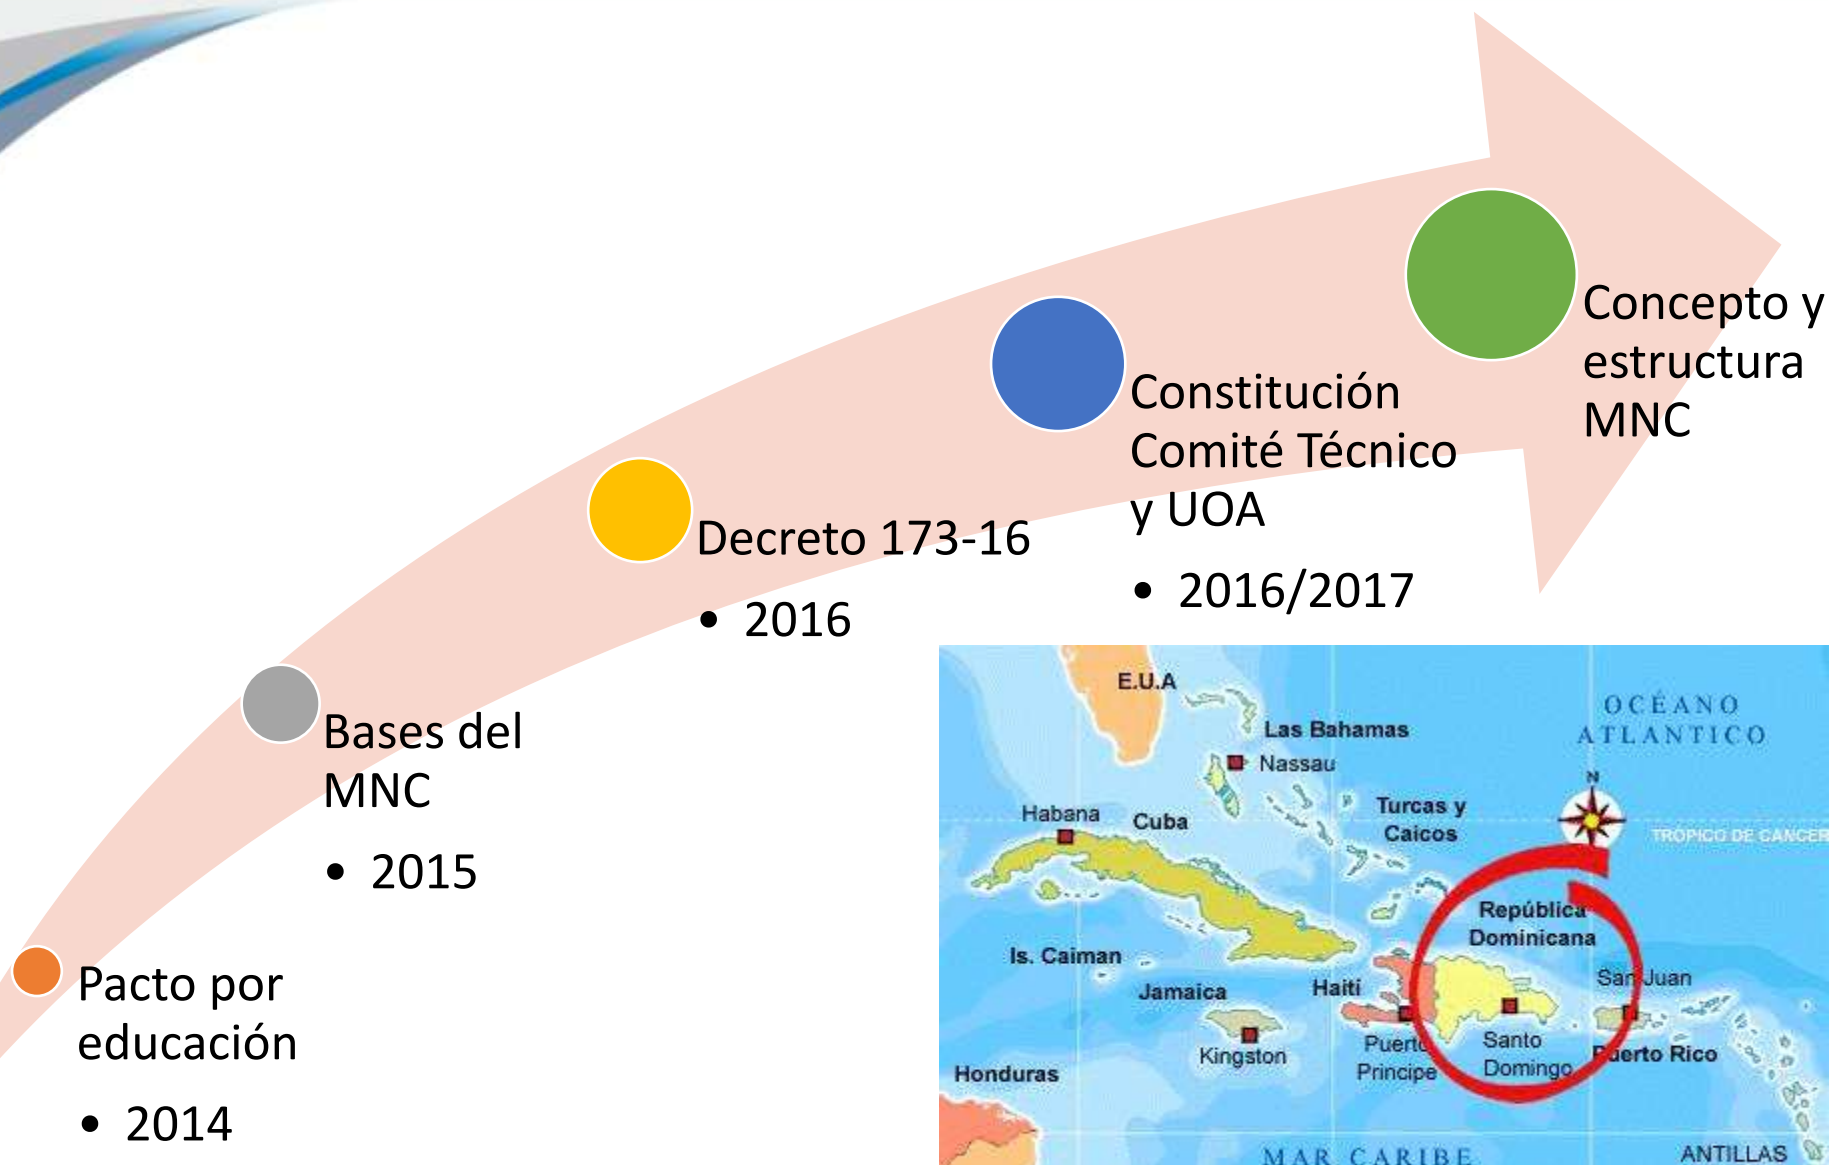 Pacto por
educación
• 2014
Bases del
MNC
• 2015
Decreto 173-16
• 2016
Constitución
Comité Técnico
y UOA
• 2016/2017
Concepto y
estructura
MNC
E.U.A
OCÉANO
ATLANTICO
Las Bahamas
Nassau
N
Habana
Cuba
Turcas y
Caicos
TRÓPICO DE CANCER
República
Dominicana
Is. Caiman
Jamaica
Haití
San Juan
Kingston
Puerto
Principe
Santo
Domingo
Puerto Rico
Honduras
MAR CARIBE
ANTILLAS